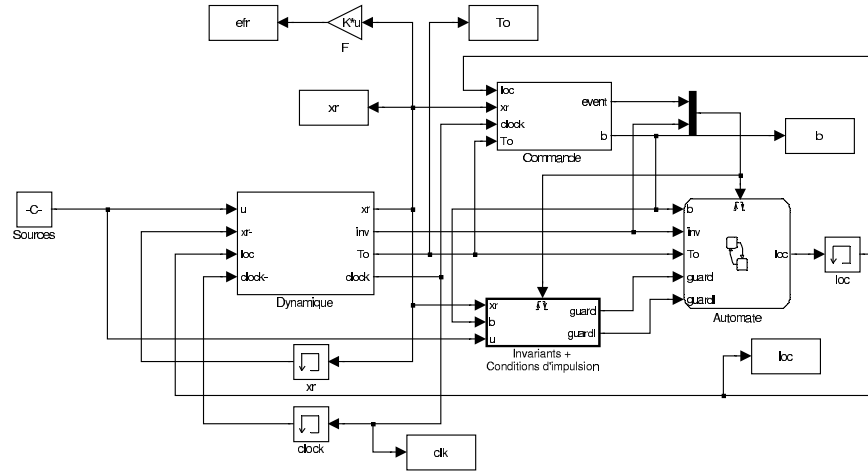 efr
K*u
F
To
xr
loc
xr
clock
To
event
b
Commande
b
-C-
Sources
u
xr-
loc
clock-
xr
inv
To
clock
Dynamique
b
inv
To
guard
guardI
loc
Automate
loc
xr
b
u
guard
guardI
Invariants +
Conditions d'impulsion
loc
xr
clock
clk